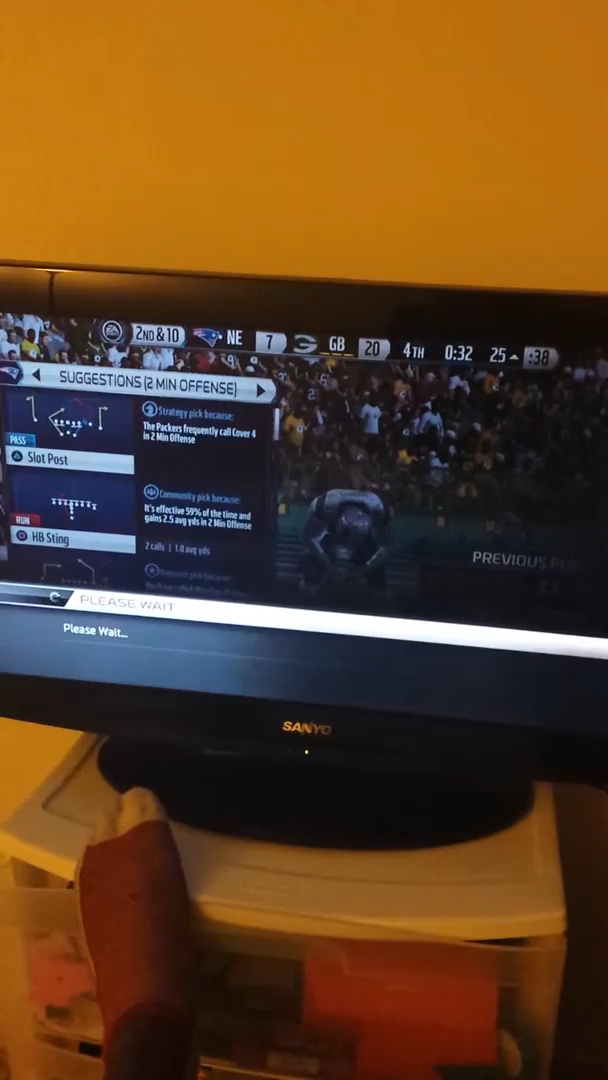 EA 2ND & 10 NE 7 GB 20 4TH 0:32 25 :38
SUGGESTIONS (2 MIN OFFENSE)
Strategy pick because:
The Packers frequently call Cover 4
in 2 Min Offense
PASS
Slot Post
Community pick because:
It's effective 59% of the time and
gains 2.5 avg yds in 2 Min Offense
RUN
HB Sting
2 calls | 1.0 avg yds
PREVIOUS
PLEASE WAIT
Please Wait...
SANYO